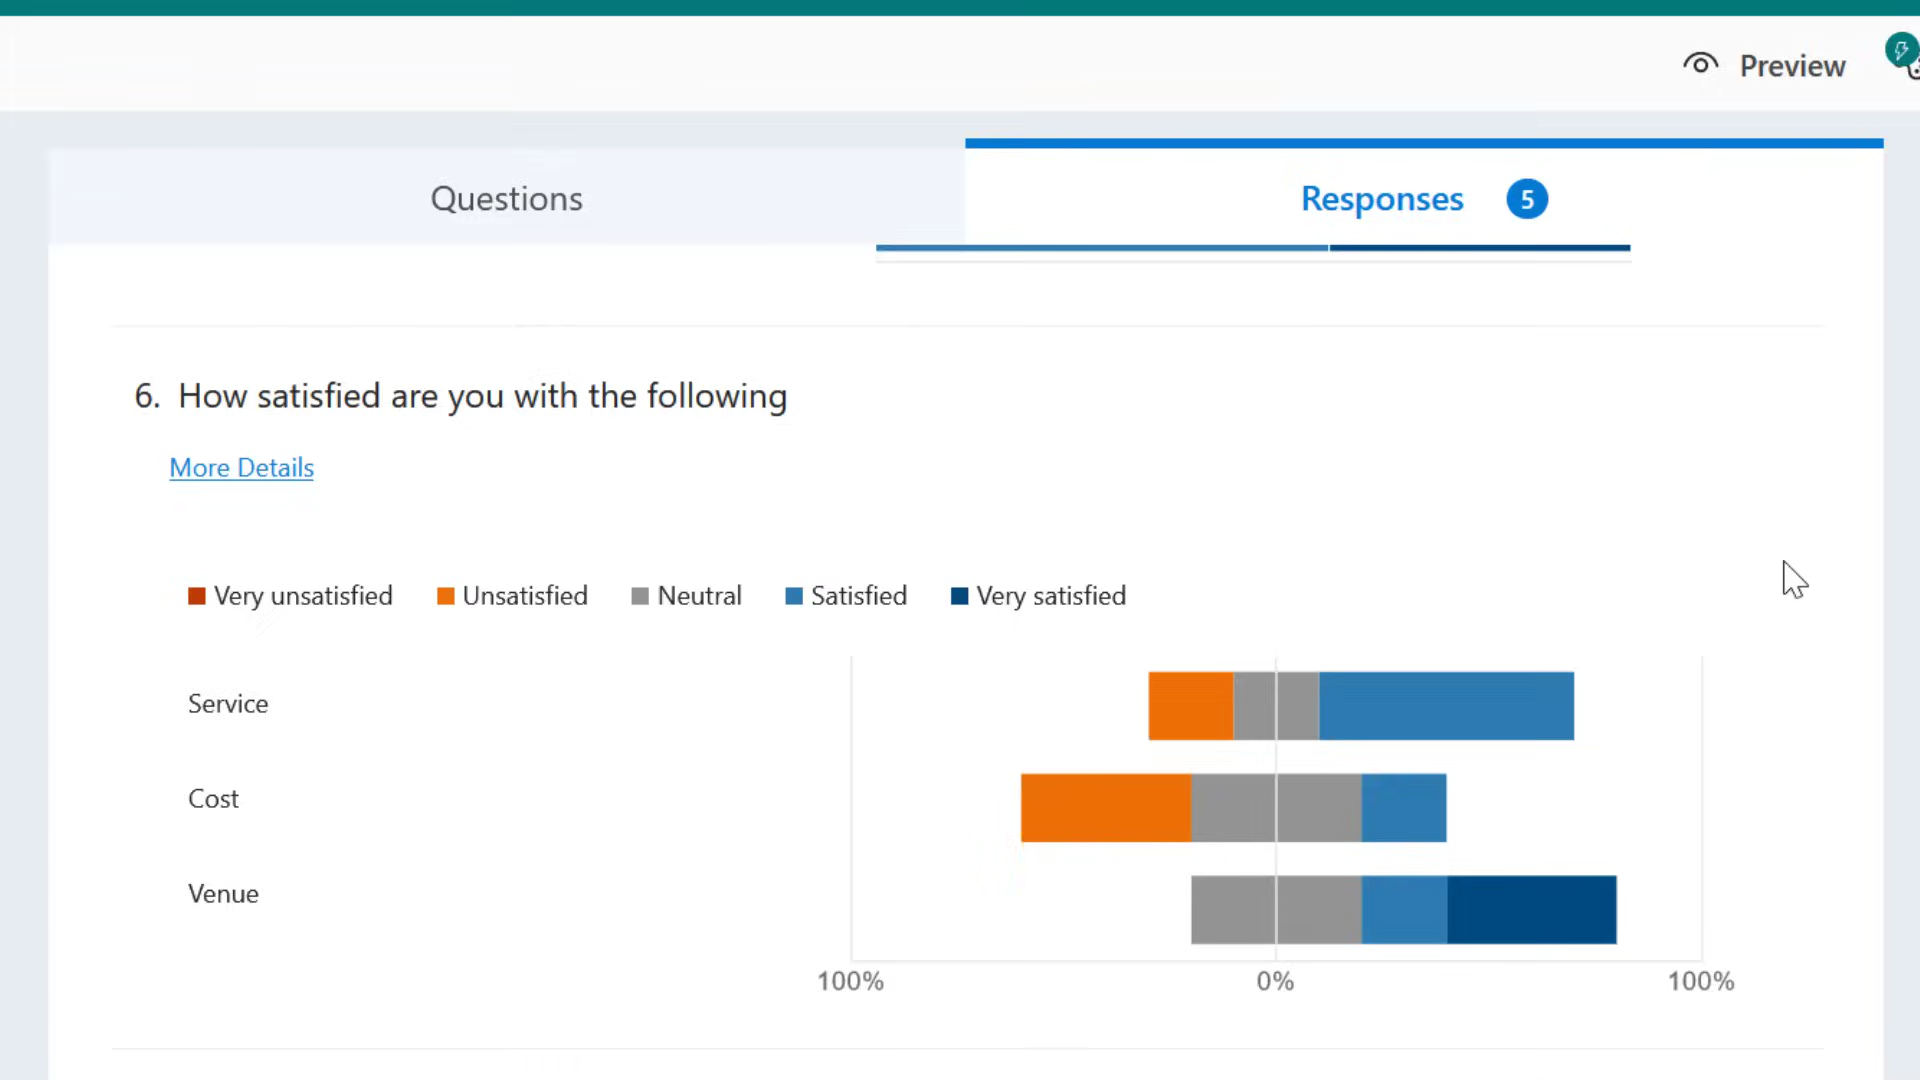 Preview
Questions
Responses 5
6. How satisfied are you with the following
More Details
Very unsatisfied Unsatisfied Neutral Satisfied Very satisfied
Service
Cost
Venue
100% 0% 100%